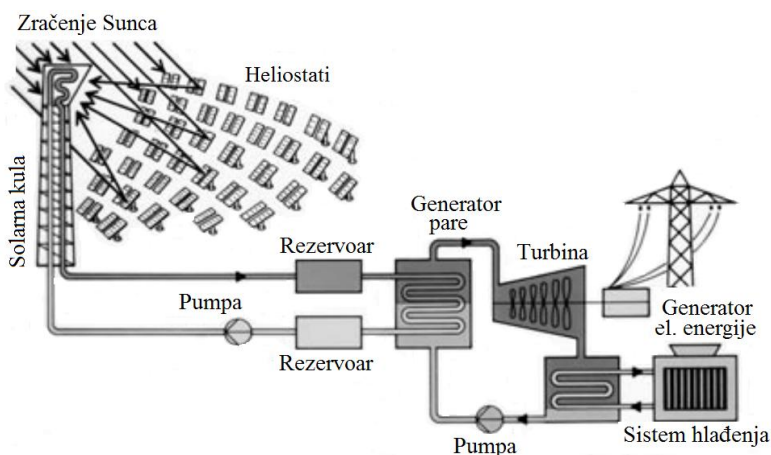 Zračenje Sunca
Heliostati
Solarna kula
Generator
pare
Rezervoar
Turbina
Pumpa
Generator
el. energije
Rezervoar
Sistem hlađenja
Pumpa